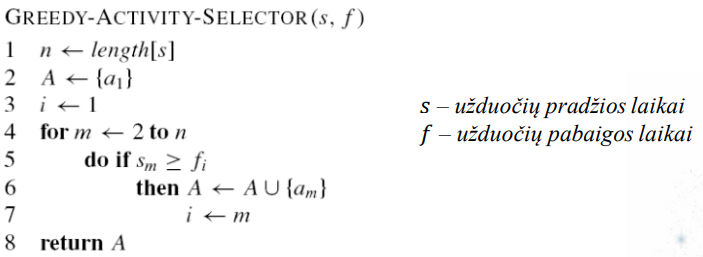 GREEDY-ACTIVITY-SELECTOR(s, f)
1 n ← length[s]
2 A ← {a₁}
3 i ← 1
4 for m ← 2 to n
5 do if sₘ ≥ fᵢ
6 then A ← A ∪ {aₘ}
7 i ← m
8 return A
s – užduočių pradžios laikai
f – užduočių pabaigos laikai